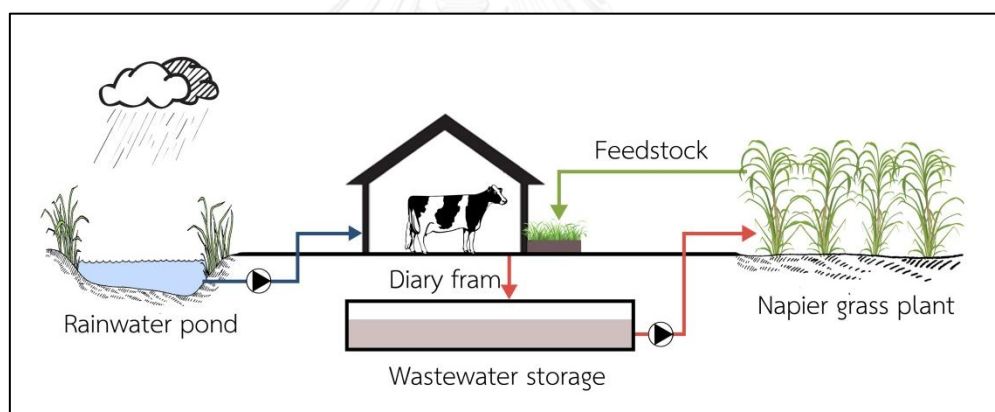 Feedstock
Diary fram
Rainwater pond
Napier grass plant
Wastewater storage